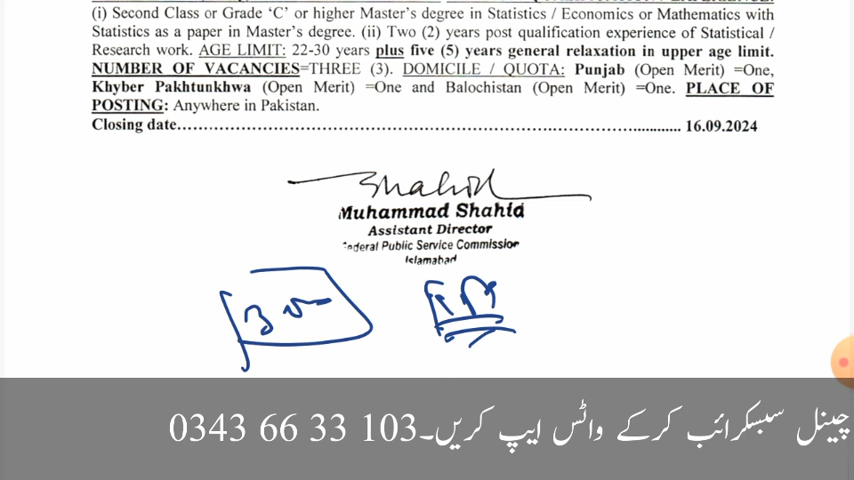 (i) Second Class or Grade ‘C’ or higher Master’s degree in Statistics / Economics or Mathematics with
Statistics as a paper in Master’s degree. (ii) Two (2) years post qualification experience of Statistical /
Research work. AGE LIMIT: 22-30 years plus five (5) years general relaxation in upper age limit.
NUMBER OF VACANCIES=THREE (3). DOMICILE / QUOTA: Punjab (Open Merit) =One,
Khyber Pakhtunkhwa (Open Merit) =One and Balochistan (Open Merit) =One. PLACE OF
POSTING: Anywhere in Pakistan.
Closing date……………………………………………………………………........... 16.09.2024
Shahid
Muhammad Shahid
Assistant Director
Federal Public Service Commission
Islamabad
چینل سبسکرائب کرکے واٹس ایپ کریں۔103 33 66 0343